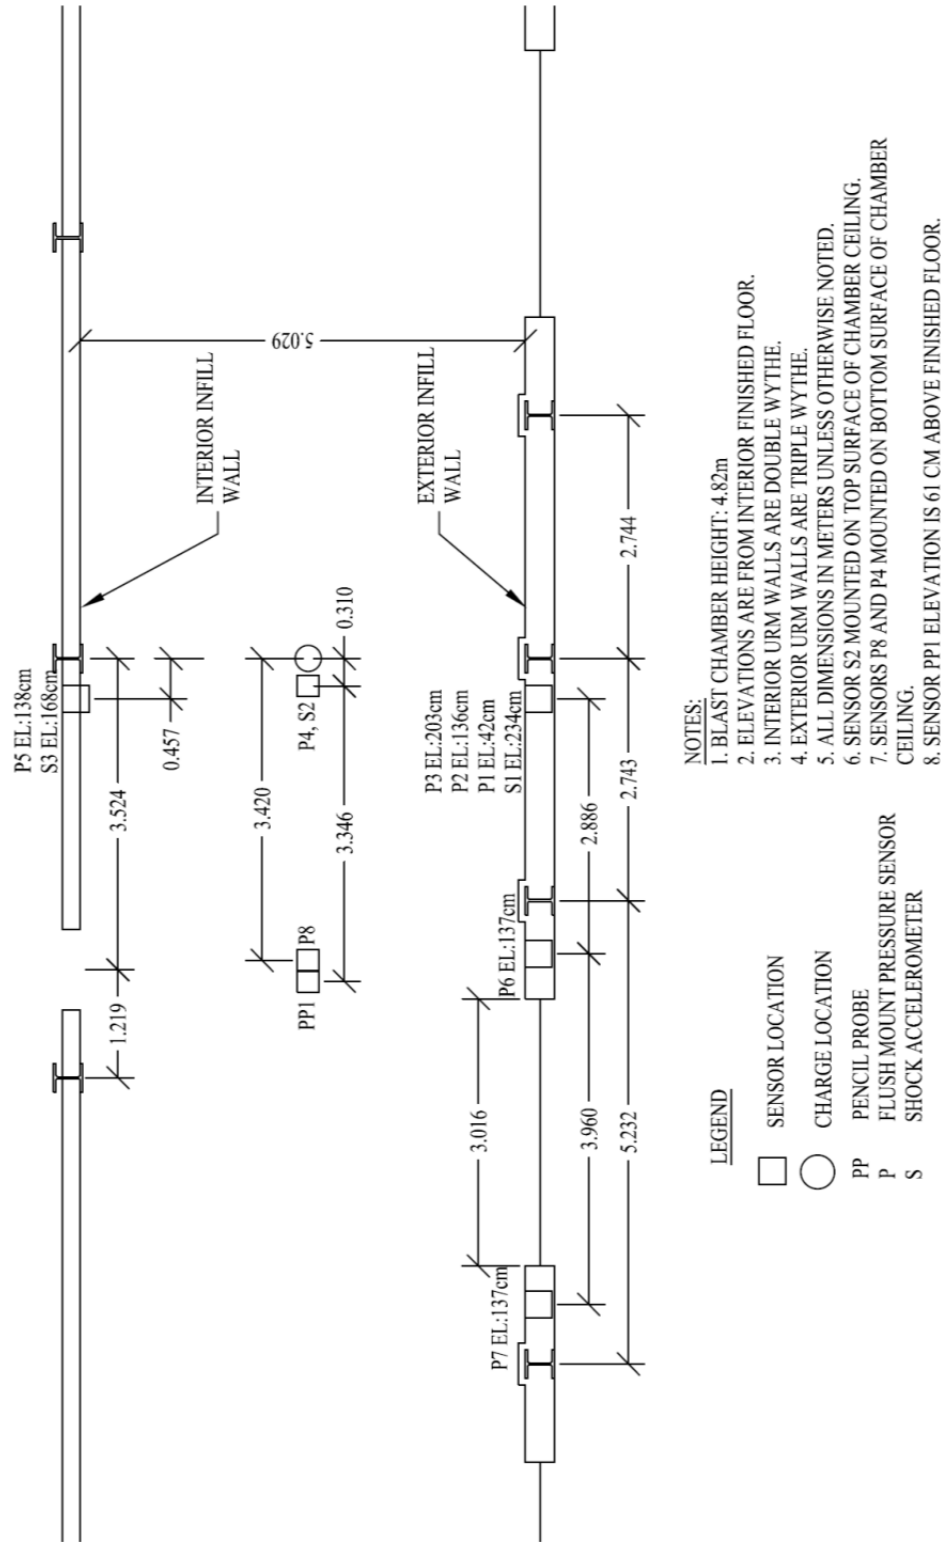 P5 EL:138cm
S3 EL:168cm
3.524
0.457
1.219
INTERIOR INFILL
WALL
5.029
3.420
P4, S2
0.310
3.346
PP1
P8
EXTERIOR INFILL
WALL
P3 EL:203cm
P2 EL:136cm
P1 EL:42cm
S1 EL:234cm
P6 EL:137cm
P7 EL:137cm
3.016
2.886
3.960
2.744
2.743
5.232
NOTES:
1. BLAST CHAMBER HEIGHT: 4.82m
2. ELEVATIONS ARE FROM INTERIOR FINISHED FLOOR.
3. INTERIOR URM WALLS ARE DOUBLE WYTHE.
4. EXTERIOR URM WALLS ARE TRIPLE WYTHE.
5. ALL DIMENSIONS IN METERS UNLESS OTHERWISE NOTED.
6. SENSOR S2 MOUNTED ON TOP SURFACE OF CHAMBER CEILING.
7. SENSORS P8 AND P4 MOUNTED ON BOTTOM SURFACE OF CHAMBER
CEILING.
8. SENSOR PP1 ELEVATION IS 61 CM ABOVE FINISHED FLOOR.
LEGEND
SENSOR LOCATION
CHARGE LOCATION
PP PENCIL PROBE
P FLUSH MOUNT PRESSURE SENSOR
S SHOCK ACCELEROMETER